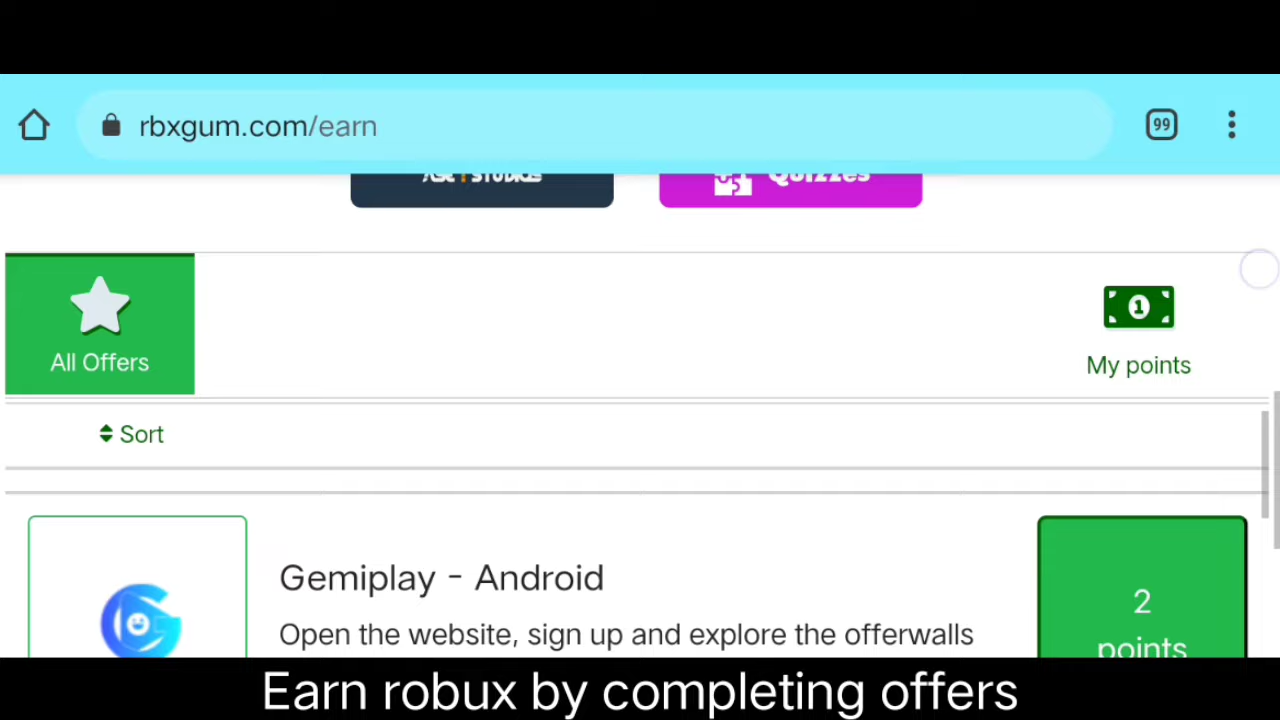 rbxgum.com/earn
99
Quizzes
1
All Offers
My points
Sort
Gemiplay - Android
2
Open the website, sign up and explore the offerwalls
points
Earn robux by completing offers